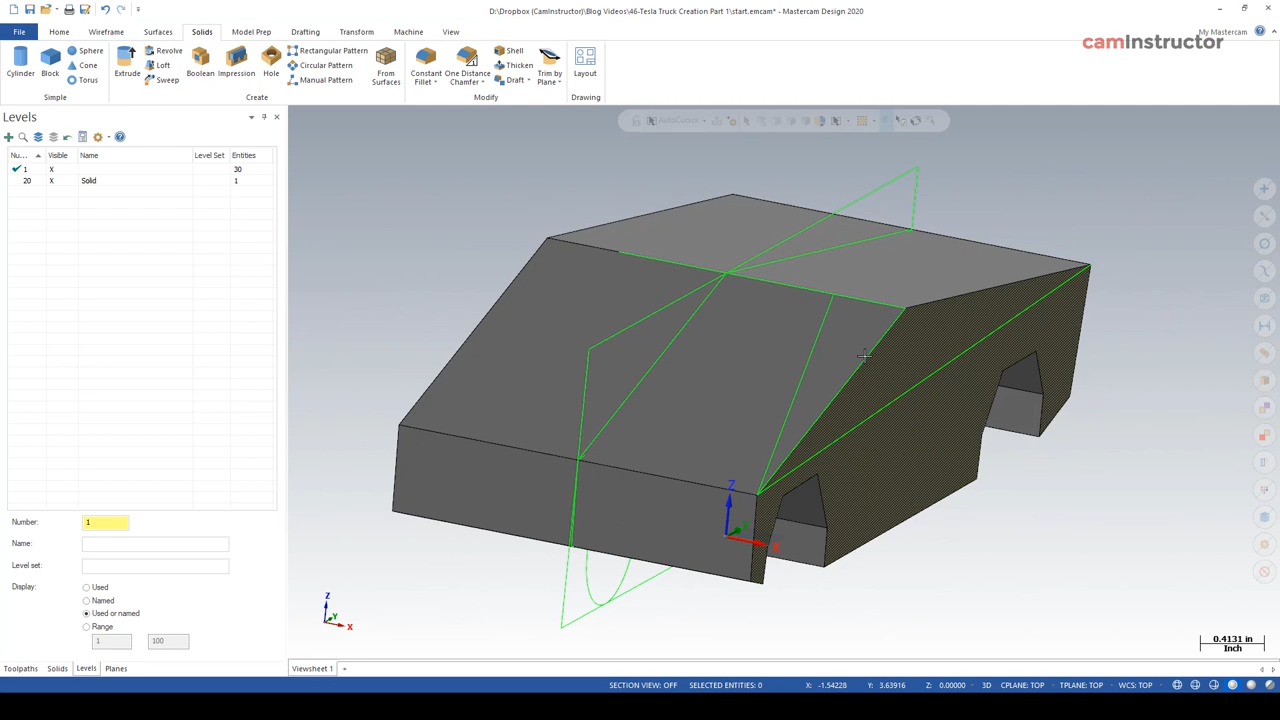 D:\Dropbox (CamInstructor)\Blog Videos\46-Tesla Truck Creation Part 1\start.emcam* - Mastercam Design 2020
File Home Wireframe Surfaces Solids Model Prep Drafting Transform Machine View
My Mastercam
camInstructor
Cylinder Block Sphere Cone Torus
Simple
Extrude Revolve Loft Sweep Boolean Impression Hole Rectangular Pattern Circular Pattern Manual Pattern From Surfaces
Create
Constant Fillet One Distance Chamfer Shell Thicken Draft Trim by Plane
Modify
Layout
Drawing
Levels
AutoCursor
Nu... Visible Name Level Set Entities
1 X 30
20 X Solid 1
Number: 1
Name:
Level set:
Display: Used
Named
Used or named
Range
1 100
Z
Y
X
Z
Y
X
0.4131 in
Inch
Toolpaths Solids Levels Planes
Viewsheet 1 +
SECTION VIEW: OFF SELECTED ENTITIES: 0 X: -1.54228 Y: 3.63916 Z: 0.00000 3D CPLANE: TOP TPLANE: TOP WCS: TOP